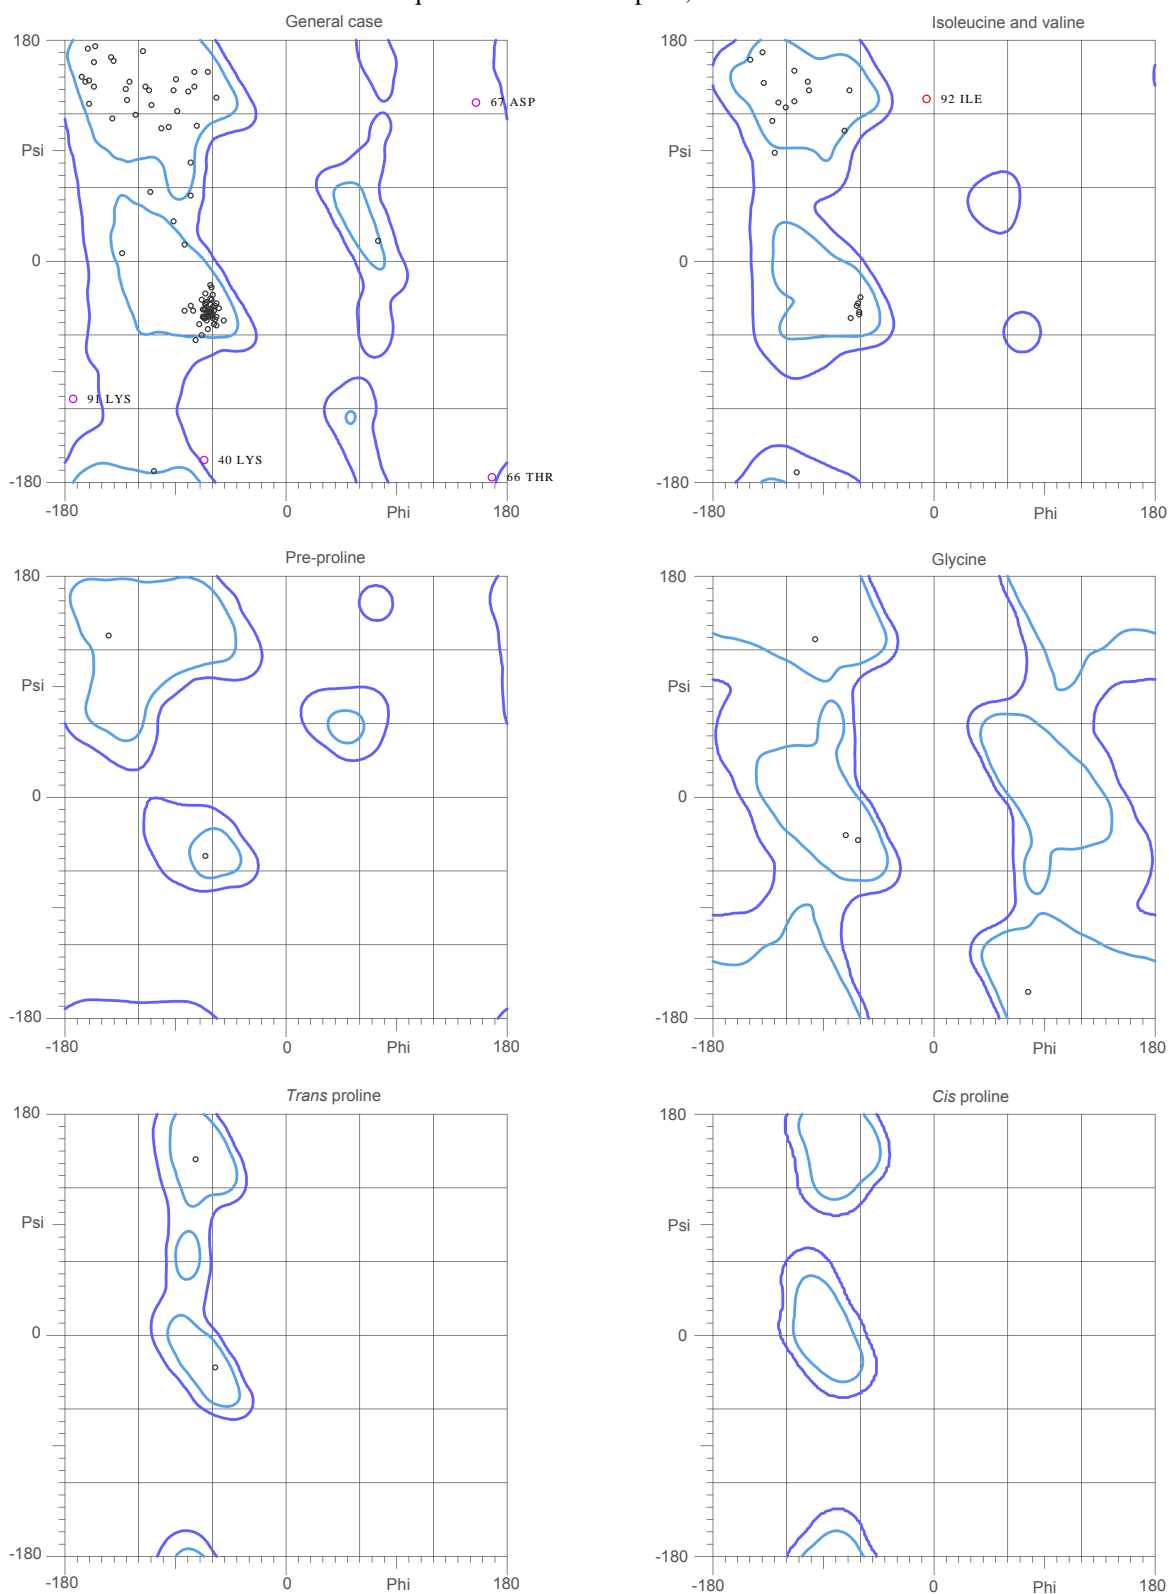 General case
Isoleucine and valine
180
67 ASP
Psi
0
91 LYS
40 LYS
66 THR
-180
-180
0
Phi
180
180
92 ILE
Psi
0
-180
-180
0
Phi
180
Pre-proline
Glycine
180
Psi
0
-180
-180
0
Phi
180
180
Psi
0
-180
-180
0
Phi
180
Trans proline
Cis proline
180
Psi
0
-180
-180
0
Phi
180
180
Psi
0
-180
-180
0
Phi
180